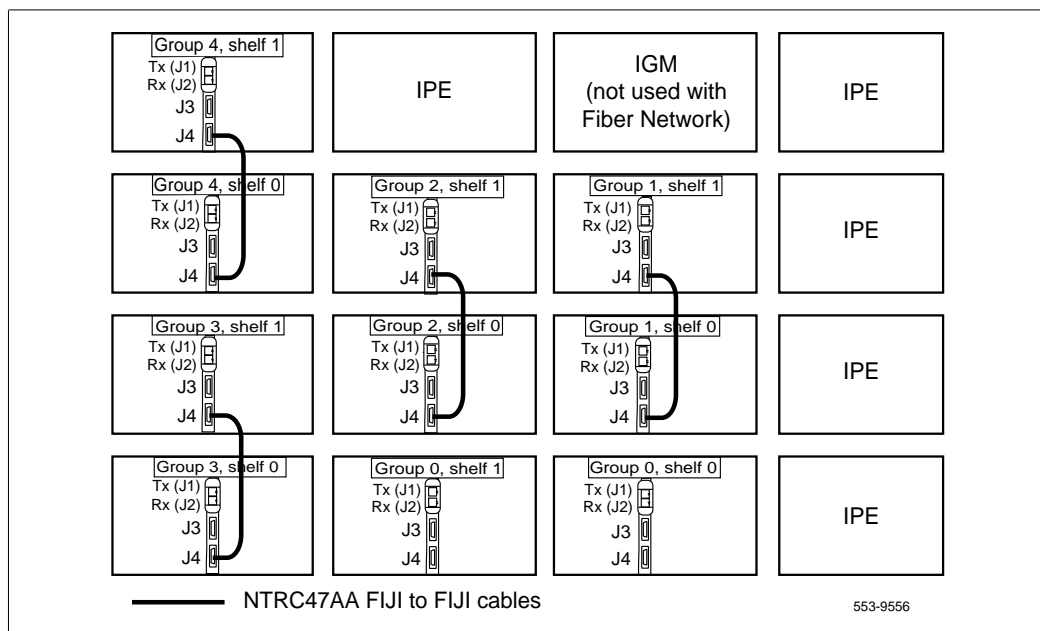 Group 4, shelf 1
Tx (J1)
Rx (J2)
J3
J4
IPE
IGM
(not used with
Fiber Network)
IPE
Group 4, shelf 0
Tx (J1)
Rx (J2)
J3
J4
Group 2, shelf 1
Tx (J1)
Rx (J2)
J3
J4
Group 1, shelf 1
Tx (J1)
Rx (J2)
J3
J4
IPE
Group 3, shelf 1
Tx (J1)
Rx (J2)
J3
J4
Group 2, shelf 0
Tx (J1)
Rx (J2)
J3
J4
Group 1, shelf 0
Tx (J1)
Rx (J2)
J3
J4
IPE
Group 3, shelf 0
Tx (J1)
Rx (J2)
J3
J4
Group 0, shelf 1
Tx (J1)
Rx (J2)
J3
J4
Group 0, shelf 0
Tx (J1)
Rx (J2)
J3
J4
IPE
NTRC47AA FIJI to FIJI cables
553-9556